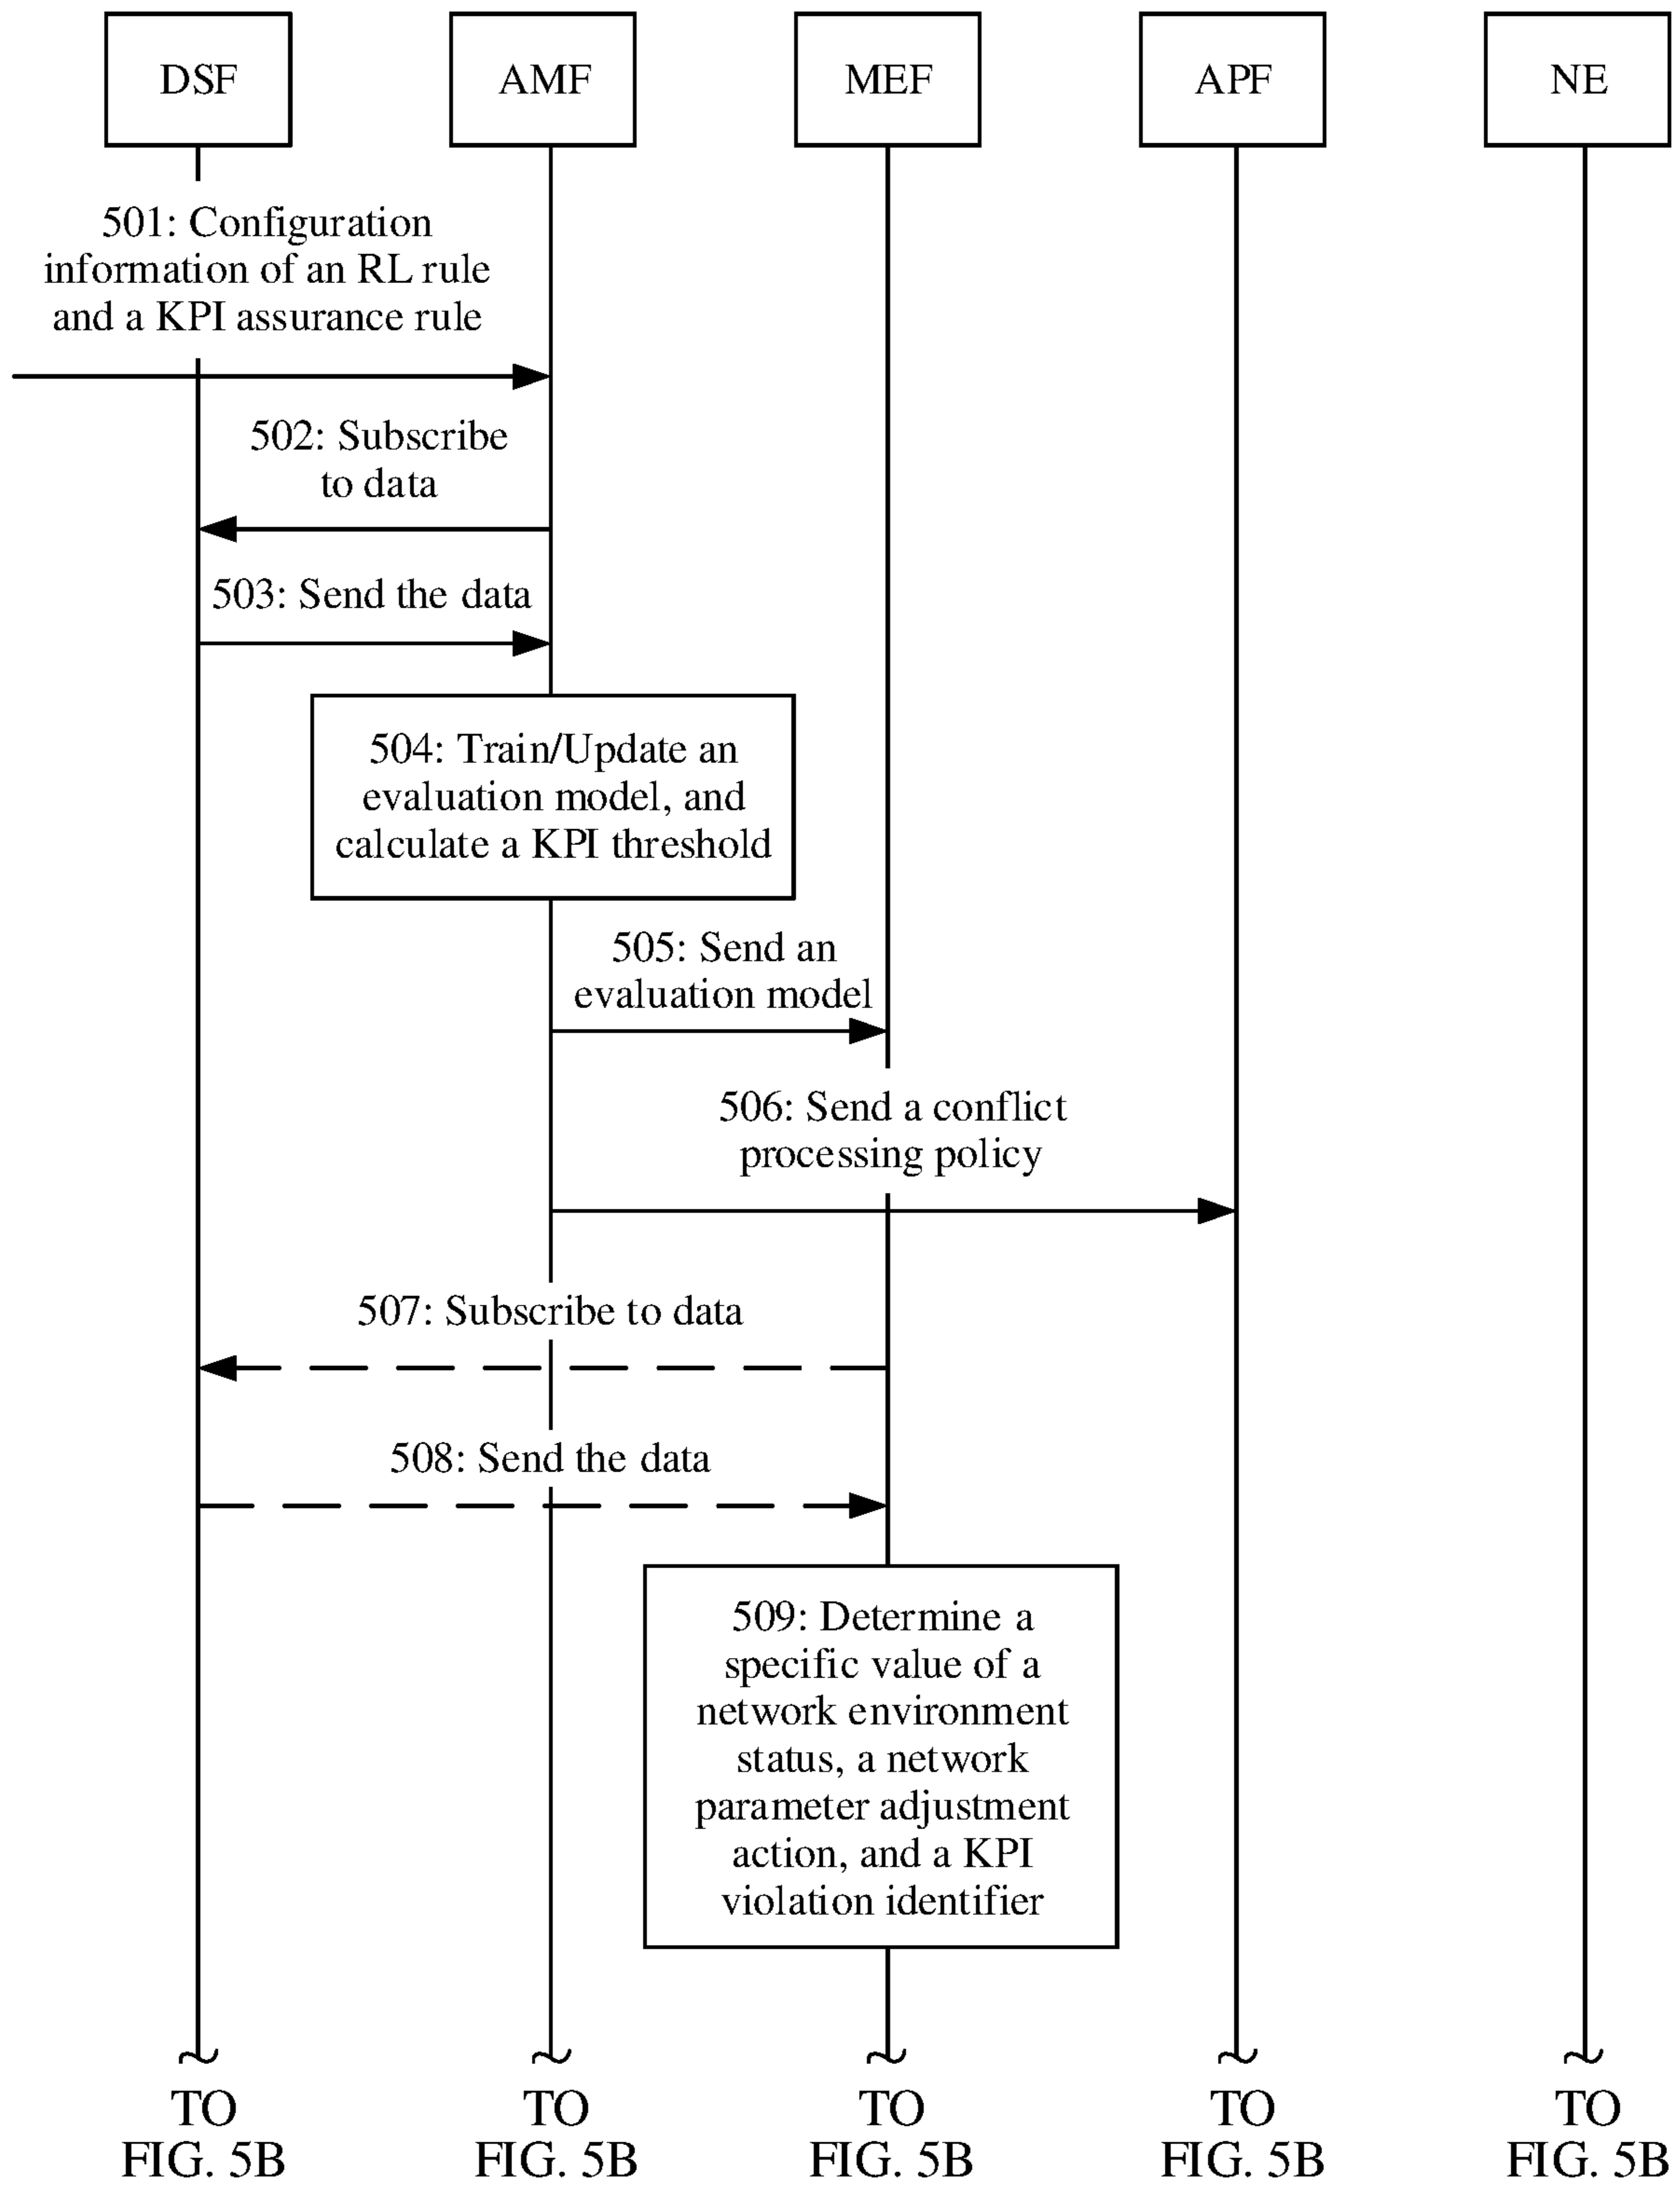 DSF
AMF
MEF
APF
NE
501: Configuration
information of an RL rule
and a KPI assurance rule
502: Subscribe
to data
503: Send the data
504: Train/Update an
evaluation model, and
calculate a KPI threshold
505: Send an
evaluation model
506: Send a conflict
processing policy
507: Subscribe to data
508: Send the data
509: Determine a
specific value of a
network environment
status, a network
parameter adjustment
action, and a KPI
violation identifier
TO
FIG. 5B
TO
FIG. 5B
TO
FIG. 5B
TO
FIG. 5B
TO
FIG. 5B